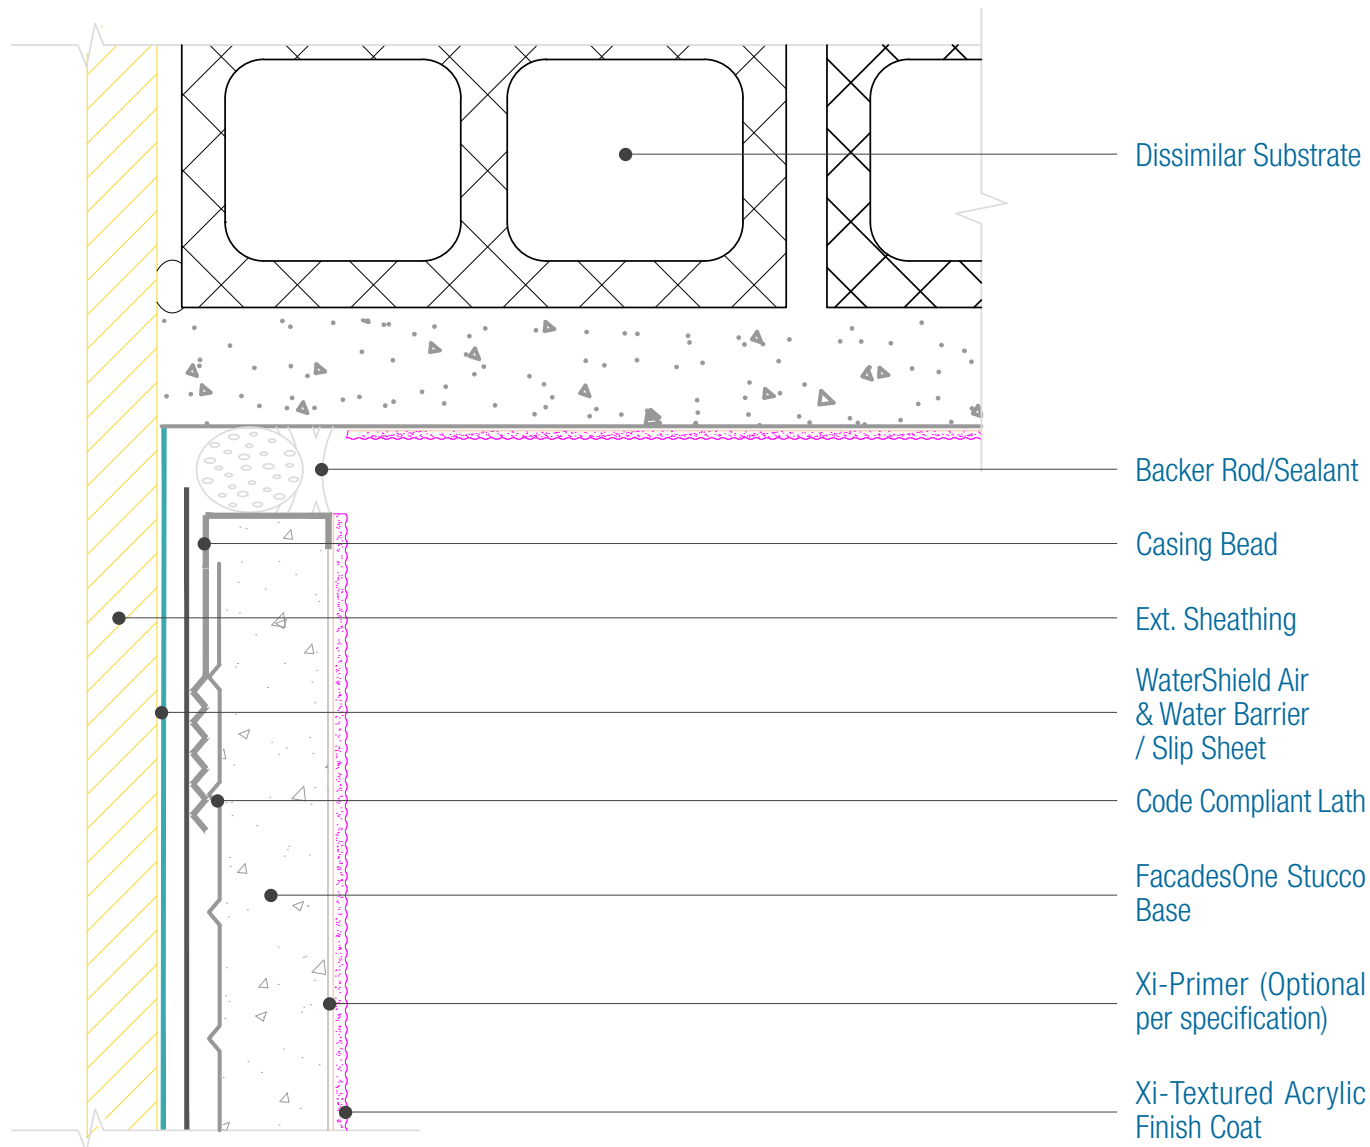 Dissimilar Substrate
Backer Rod/Sealant
Casing Bead
Ext. Sheathing
WaterShield Air
& Water Barrier
/ Slip Sheet
Code Compliant Lath
FacadesOne Stucco
Base
Xi-Primer (Optional
per specification)
Xi-Textured Acrylic
Finish Coat